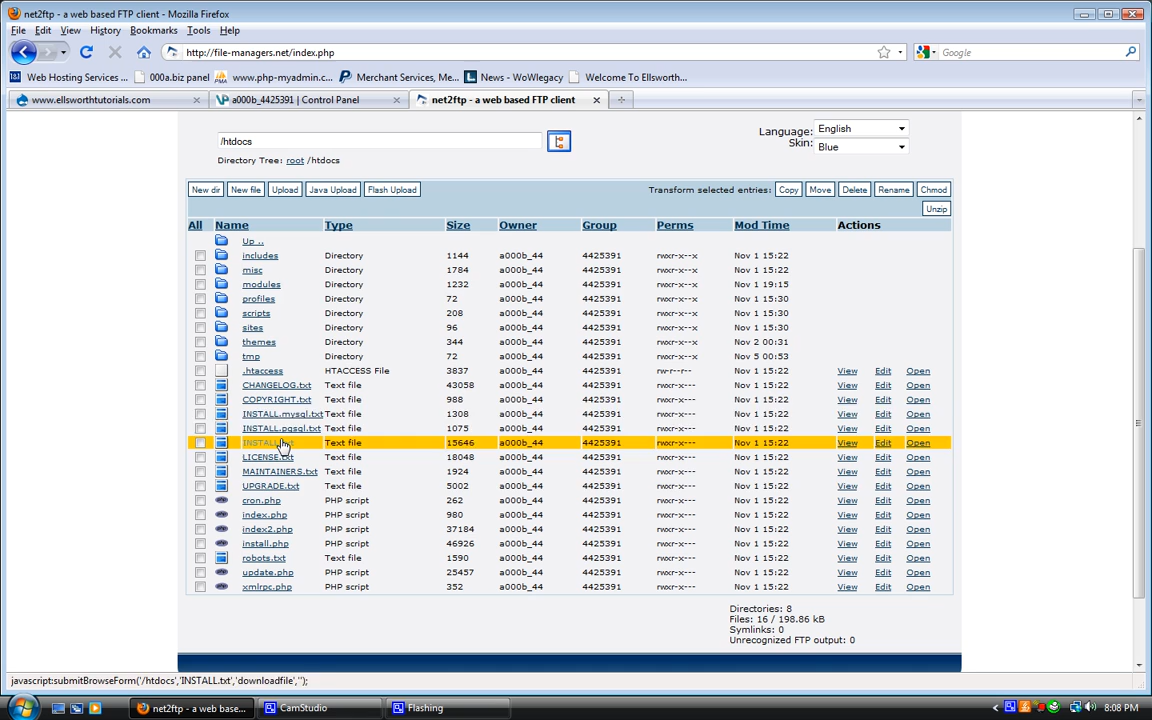 net2ftp - a web based FTP client - Mozilla Firefox
File Edit View History Bookmarks Tools Help
http://file-managers.net/index.php Google
Web Hosting Services ... 000a.biz panel www.php-myadmin.c... Merchant Services, Me... News - WoWlegacy Welcome To Ellsworth...
www.ellsworthtutorials.com a000b_4425391 | Control Panel net2ftp - a web based FTP client
/htdocs Language: English
Skin: Blue
Directory Tree: root /htdocs
New dir New file Upload Java Upload Flash Upload Transform selected entries: Copy Move Delete Rename Chmod
Unzip
All Name Type Size Owner Group Perms Mod Time Actions
Up ..
includes Directory 1144 a000b_44 4425391 rwxr-x--x Nov 1 15:22
misc Directory 1784 a000b_44 4425391 rwxr-x--x Nov 1 15:22
modules Directory 1232 a000b_44 4425391 rwxr-x--x Nov 1 19:15
profiles Directory 72 a000b_44 4425391 rwxr-x--x Nov 1 15:30
scripts Directory 208 a000b_44 4425391 rwxr-x--x Nov 1 15:30
sites Directory 96 a000b_44 4425391 rwxr-x--x Nov 1 15:30
themes Directory 344 a000b_44 4425391 rwxr-x--x Nov 2 00:31
tmp Directory 72 a000b_44 4425391 rwxr-x--x Nov 5 00:53
.htaccess HTACCESS File 3837 a000b_44 4425391 rw-r--r-- Nov 1 15:22 View Edit Open
CHANGELOG.txt Text file 43058 a000b_44 4425391 rwxr-x--- Nov 1 15:22 View Edit Open
COPYRIGHT.txt Text file 988 a000b_44 4425391 rwxr-x--- Nov 1 15:22 View Edit Open
INSTALL.mysql.txt Text file 1308 a000b_44 4425391 rwxr-x--- Nov 1 15:22 View Edit Open
INSTALL.pgsql.txt Text file 1075 a000b_44 4425391 rwxr-x--- Nov 1 15:22 View Edit Open
INSTALL.txt Text file 15646 a000b_44 4425391 rwxr-x--- Nov 1 15:22 View Edit Open
LICENSE.txt Text file 18048 a000b_44 4425391 rwxr-x--- Nov 1 15:22 View Edit Open
MAINTAINERS.txt Text file 1924 a000b_44 4425391 rwxr-x--- Nov 1 15:22 View Edit Open
UPGRADE.txt Text file 5002 a000b_44 4425391 rwxr-x--- Nov 1 15:22 View Edit Open
cron.php PHP script 262 a000b_44 4425391 rwxr-x--- Nov 1 15:22 View Edit Open
index.php PHP script 980 a000b_44 4425391 rwxr-x--- Nov 1 15:22 View Edit Open
index2.php PHP script 37184 a000b_44 4425391 rwxr-x--- Nov 1 15:22 View Edit Open
install.php PHP script 46926 a000b_44 4425391 rwxr-x--- Nov 1 15:22 View Edit Open
robots.txt Text file 1590 a000b_44 4425391 rwxr-x--- Nov 1 15:22 View Edit Open
update.php PHP script 25457 a000b_44 4425391 rwxr-x--- Nov 1 15:22 View Edit Open
xmlrpc.php PHP script 352 a000b_44 4425391 rwxr-x--- Nov 1 15:22 View Edit Open
Directories: 8
Files: 16 / 198.86 kB
Symlinks: 0
Unrecognized FTP output: 0
javascript:submitBrowseForm('/htdocs','INSTALL.txt','downloadfile','');
net2ftp - a web base... CamStudio Flashing 8:08 PM